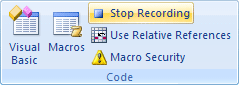 Visual
Basic
Macros
Stop Recording
Use Relative References
Macro Security
Code